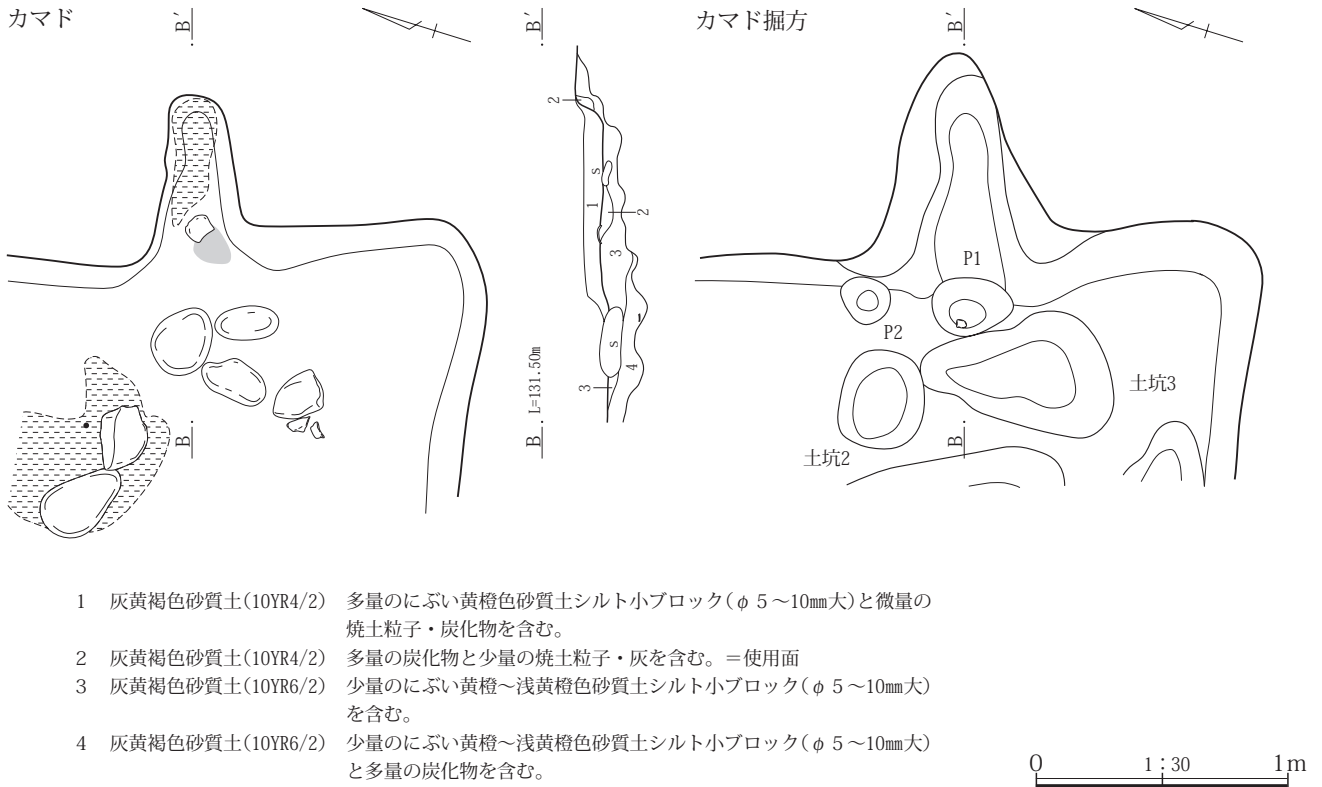 カマド
B′
B
B′
B L=131.50m
2
s
1
2
3
s
3
4
カマド掘方
B′
P1
P2
土坑3
土坑2
B
1 灰黄褐色砂質土(10YR4/2) 多量のにぶい黄橙色砂質土シルト小ブロック(φ 5～10㎜大)と微量の
焼土粒子・炭化物を含む。
2 灰黄褐色砂質土(10YR4/2) 多量の炭化物と少量の焼土粒子・灰を含む。＝使用面
3 灰黄褐色砂質土(10YR6/2) 少量のにぶい黄橙～浅黄橙色砂質土シルト小ブロック(φ 5～10㎜大)
を含む。
4 灰黄褐色砂質土(10YR6/2) 少量のにぶい黄橙～浅黄橙色砂質土シルト小ブロック(φ 5～10㎜大)
と多量の炭化物を含む。
0 1：30 1m